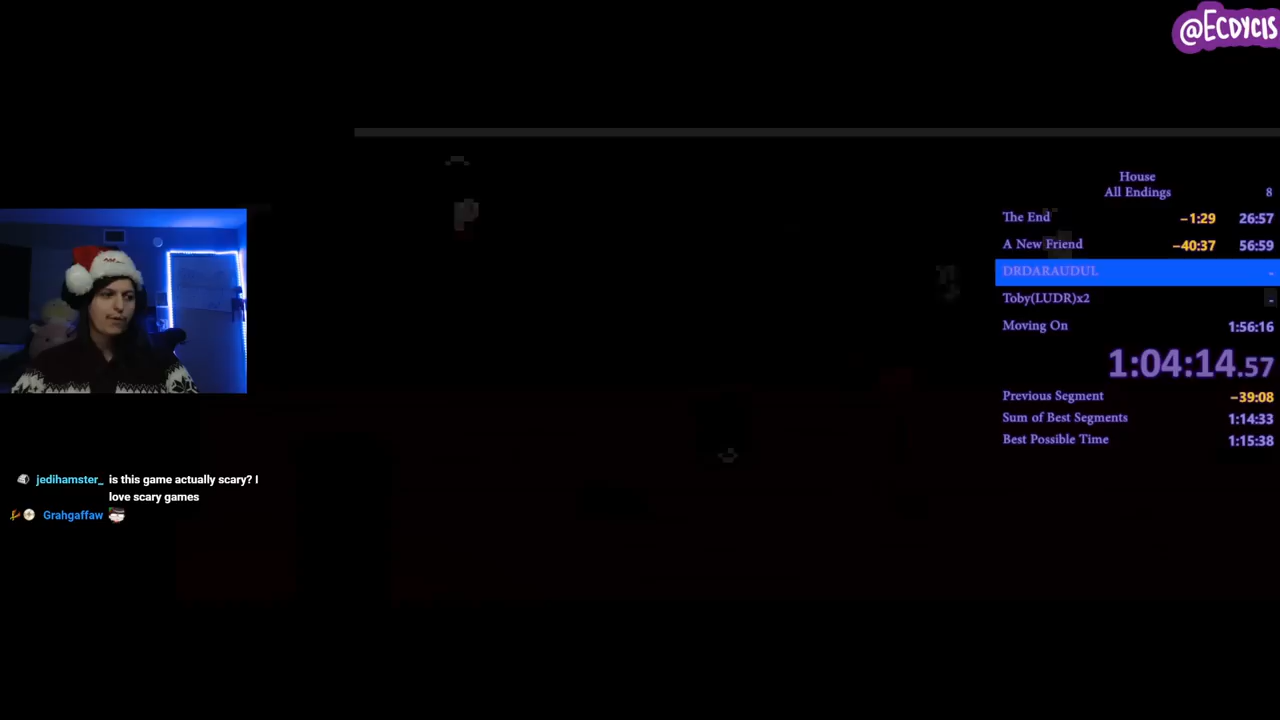 @ECDYCIS
House
All Endings 8
The End −1:29 26:57
A New Friend −40:37 56:59
DRDARAUDUL -
Toby(LUDR)x2 -
Moving On 1:56:16
1:04:14.57
Previous Segment −39:08
Sum of Best Segments 1:14:33
Best Possible Time 1:15:38
jedihamster_ is this game actually scary? I
love scary games
Grahgaffaw